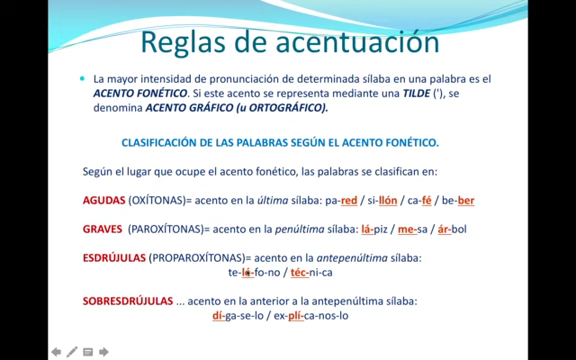 Reglas de acentuación
La mayor intensidad de pronunciación de determinada sílaba en una palabra es el
ACENTO FONÉTICO. Si este acento se representa mediante una TILDE ('), se
denomina ACENTO GRÁFICO (u ORTOGRÁFICO).
CLASIFICACIÓN DE LAS PALABRAS SEGÚN EL ACENTO FONÉTICO.
Según el lugar que ocupe el acento fonético, las palabras se clasifican en:
AGUDAS (OXÍTONAS)= acento en la última sílaba: pa-red / si-llón / ca-fé / be-ber
GRAVES (PAROXÍTONAS)= acento en la penúltima sílaba: lá-piz / me-sa / ár-bol
ESDRÚJULAS (PROPAROXÍTONAS)= acento en la antepenúltima sílaba:
te-lé-fo-no / téc-ni-ca
SOBRESDRÚJULAS ... acento en la anterior a la antepenúltima sílaba:
dí-ga-se-lo / ex-plí-ca-nos-lo